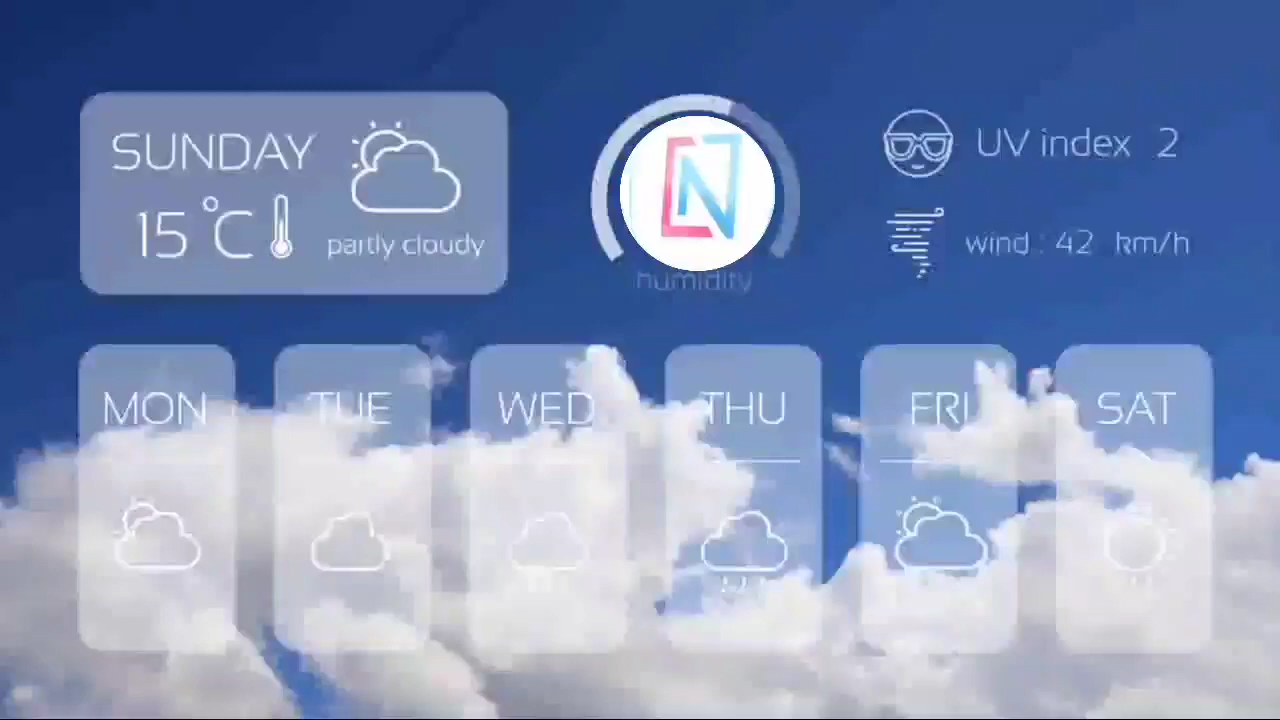 SUNDAY
15 °C
partly cloudy
N
humidity
UV index 2
wind : 42 km/h
MON
TUE
WED
THU
FRI
SAT